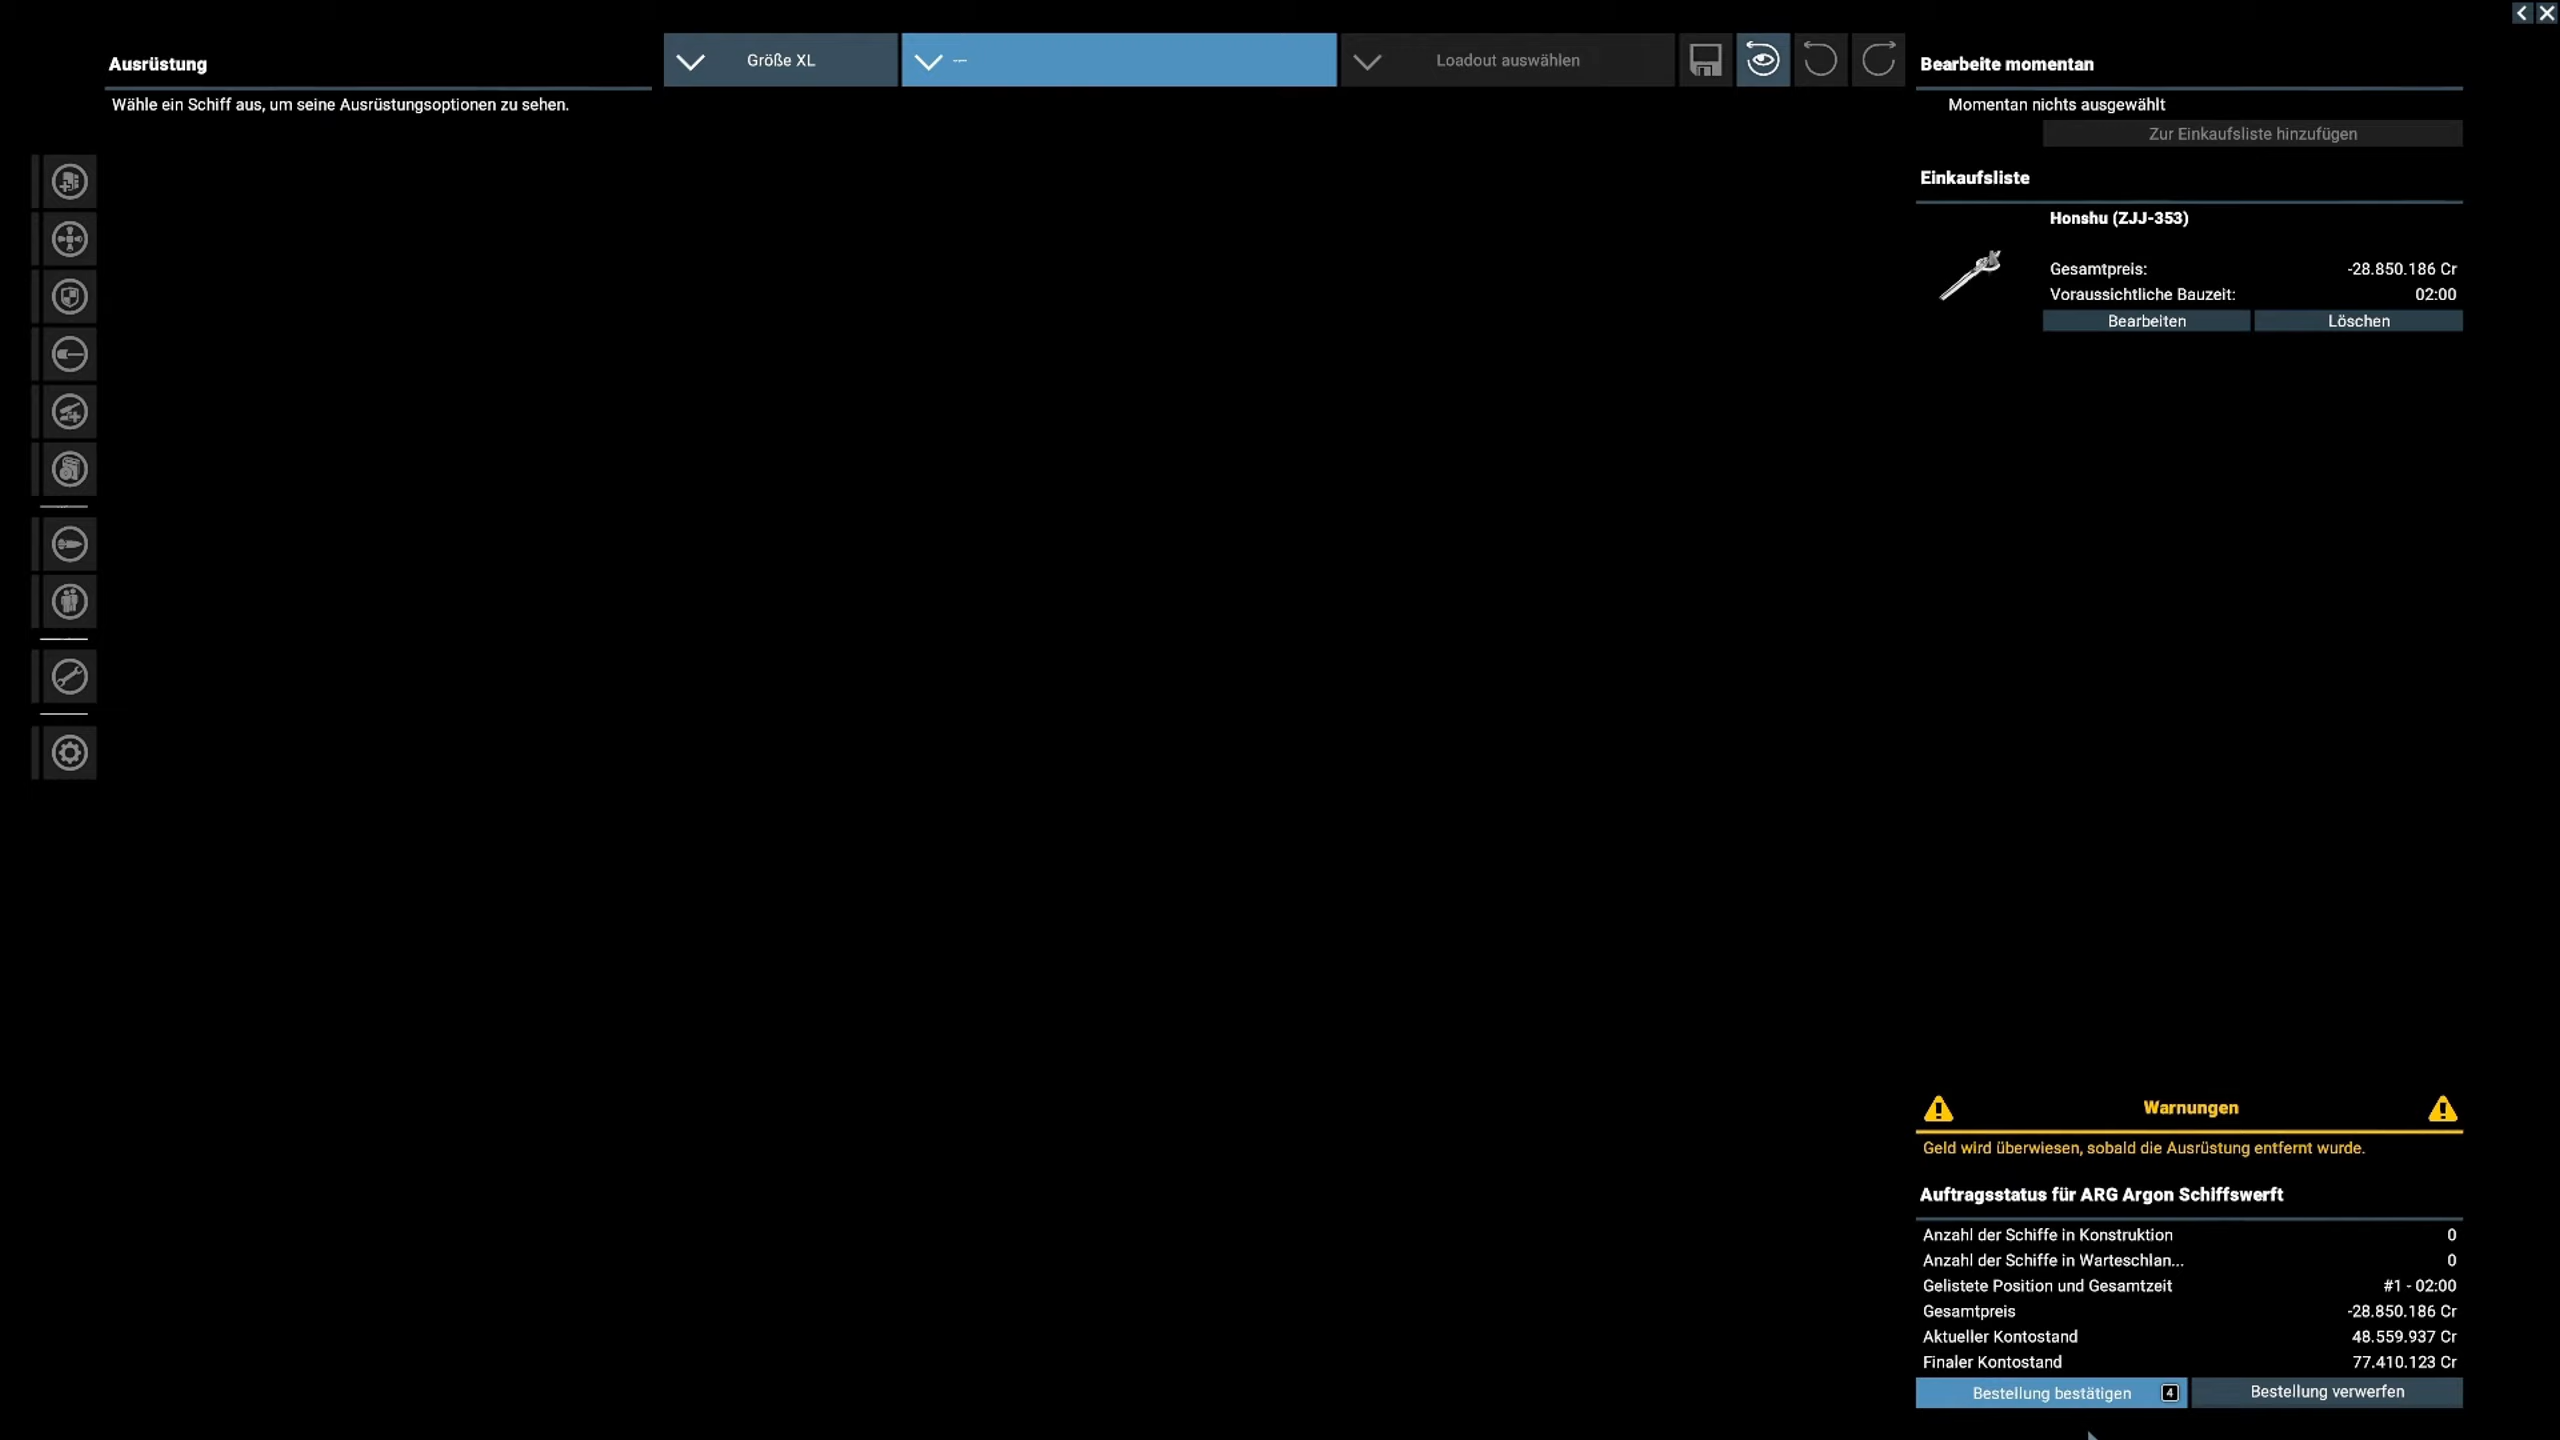 Ausrüstung
Wähle ein Schiff aus, um seine Ausrüstungsoptionen zu sehen.
Größe XL
---
Loadout auswählen
Bearbeite momentan
Momentan nichts ausgewählt
Zur Einkaufsliste hinzufügen
Einkaufsliste
Honshu (ZJJ-353)
Gesamtpreis: -28.850.186 Cr
Voraussichtliche Bauzeit: 02:00
Bearbeiten Löschen
Warnungen
Geld wird überwiesen, sobald die Ausrüstung entfernt wurde.
Auftragsstatus für ARG Argon Schiffswerft
Anzahl der Schiffe in Konstruktion 0
Anzahl der Schiffe in Warteschlan... 0
Gelistete Position und Gesamtzeit #1 - 02:00
Gesamtpreis -28.850.186 Cr
Aktueller Kontostand 48.559.937 Cr
Finaler Kontostand 77.410.123 Cr
Bestellung bestätigen 4 Bestellung verwerfen